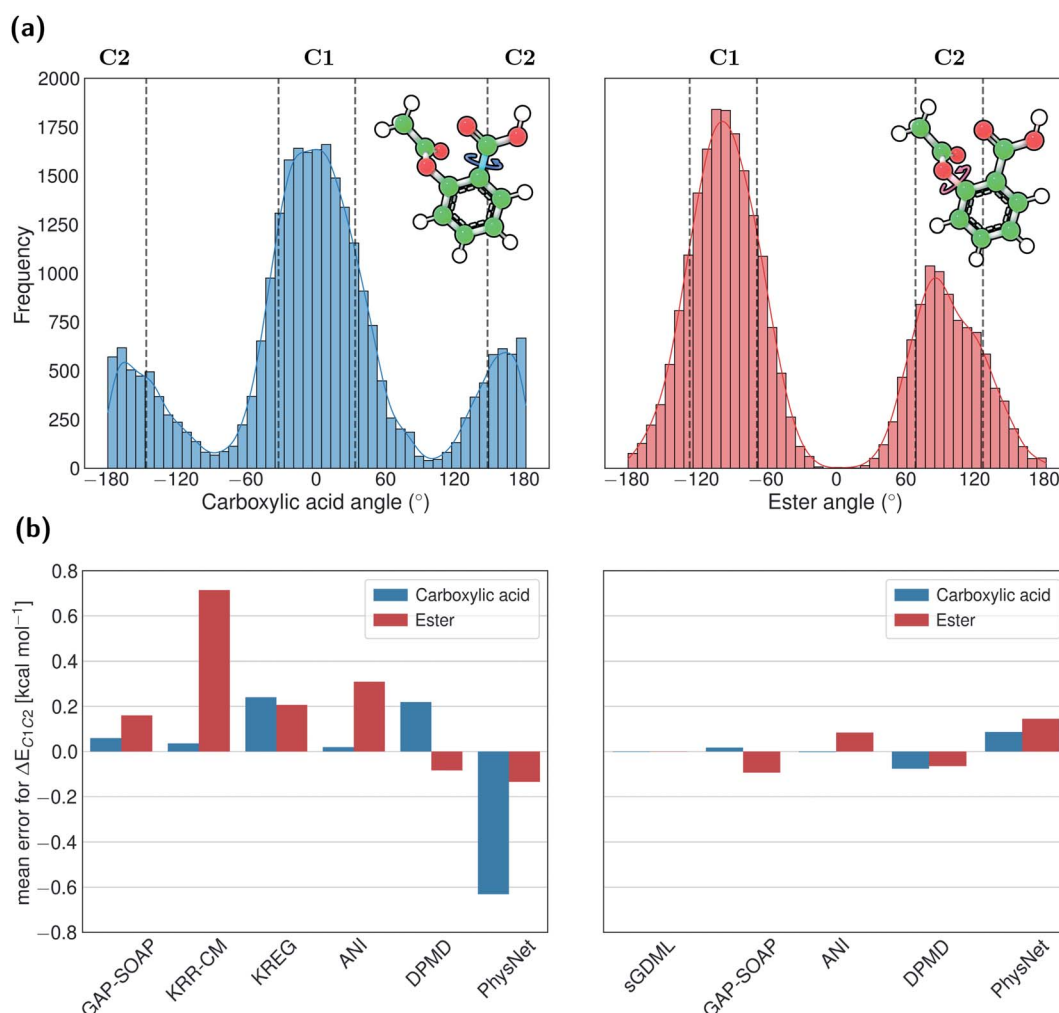 (a)
C2 C1 C2
C1 C2
2000
1750
1500
1250
1000
750
500
250
0
Frequency
−180 −120 −60 0 60 120 180
Carboxylic acid angle (°)
−180 −120 −60 0 60 120 180
Ester angle (°)
(b)
0.8
0.6
0.4
0.2
0.0
−0.2
−0.4
−0.6
−0.8
mean error for ΔE_{C1C2} [kcal mol⁻¹]
Carboxylic acid
Ester
GAP-SOAP
KRR-CM
KREG
ANI
DPMD
PhysNet
Carboxylic acid
Ester
sGDML
GAP-SOAP
ANI
DPMD
PhysNet